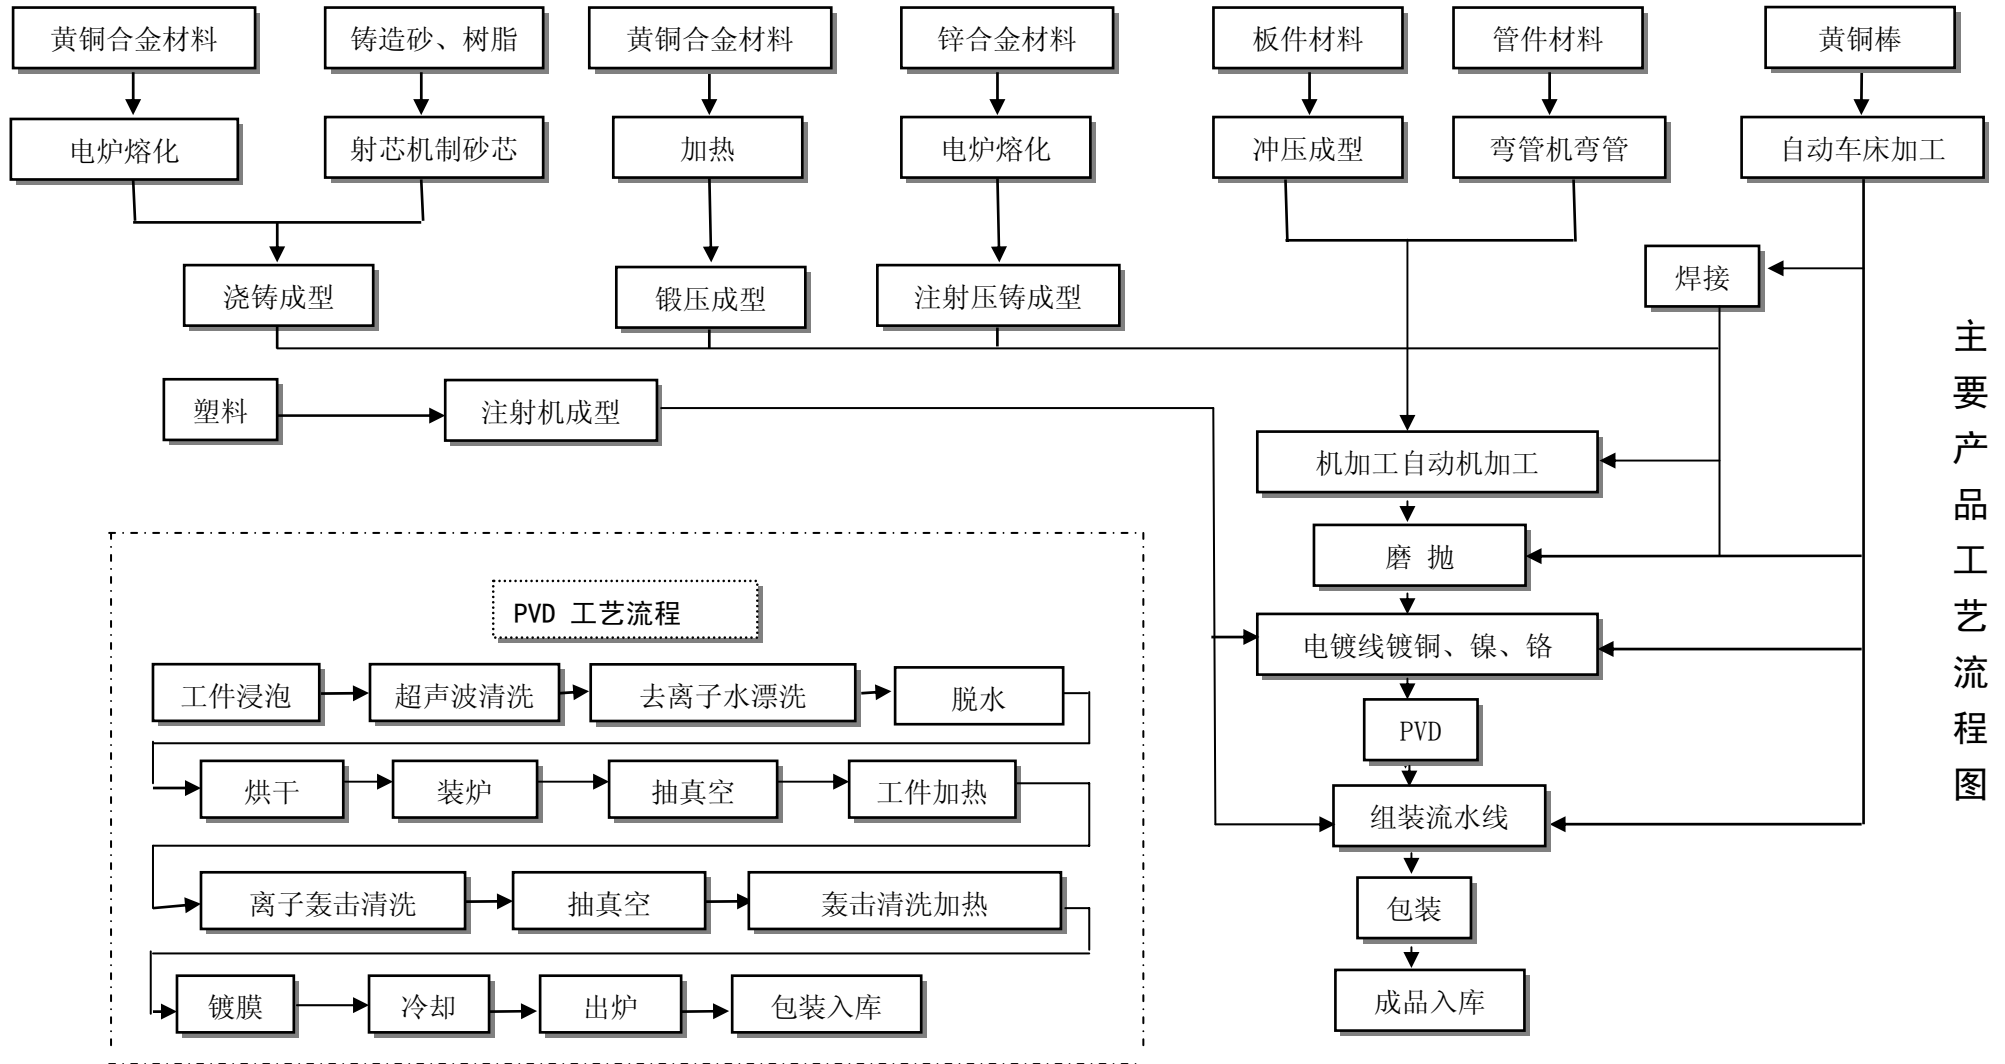 黄铜合金材料
铸造砂、树脂
黄铜合金材料
锌合金材料
板件材料
管件材料
黄铜棒
电炉熔化
射芯机制砂芯
加热
电炉熔化
冲压成型
弯管机弯管
自动车床加工
浇铸成型
锻压成型
注射压铸成型
焊接
塑料
注射机成型
机加工自动机加工
磨 抛
电镀线镀铜、镍、铬
PVD
组装流水线
包装
成品入库
主要产品工艺流程图
PVD 工艺流程
工件浸泡
超声波清洗
去离子水漂洗
脱水
烘干
装炉
抽真空
工件加热
离子轰击清洗
抽真空
轰击清洗加热
镀膜
冷却
出炉
包装入库